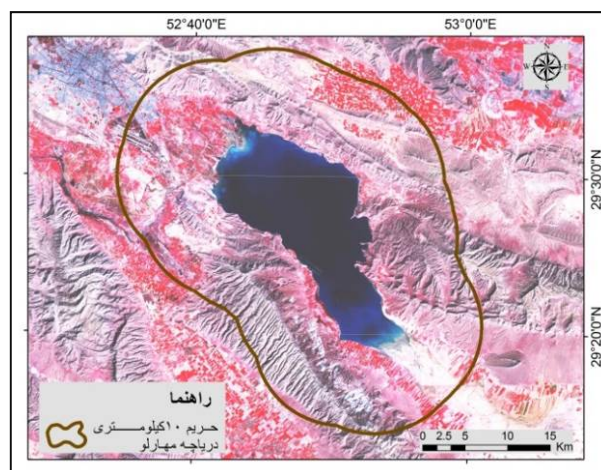 52°40'0"E
53°0'0"E
N
W
E
S
29°30'0"N
29°20'0"N
راهنما
حریم ۱۰کیلومتری
دریاچه مهارلو
0 2.5 5 10 15
Km